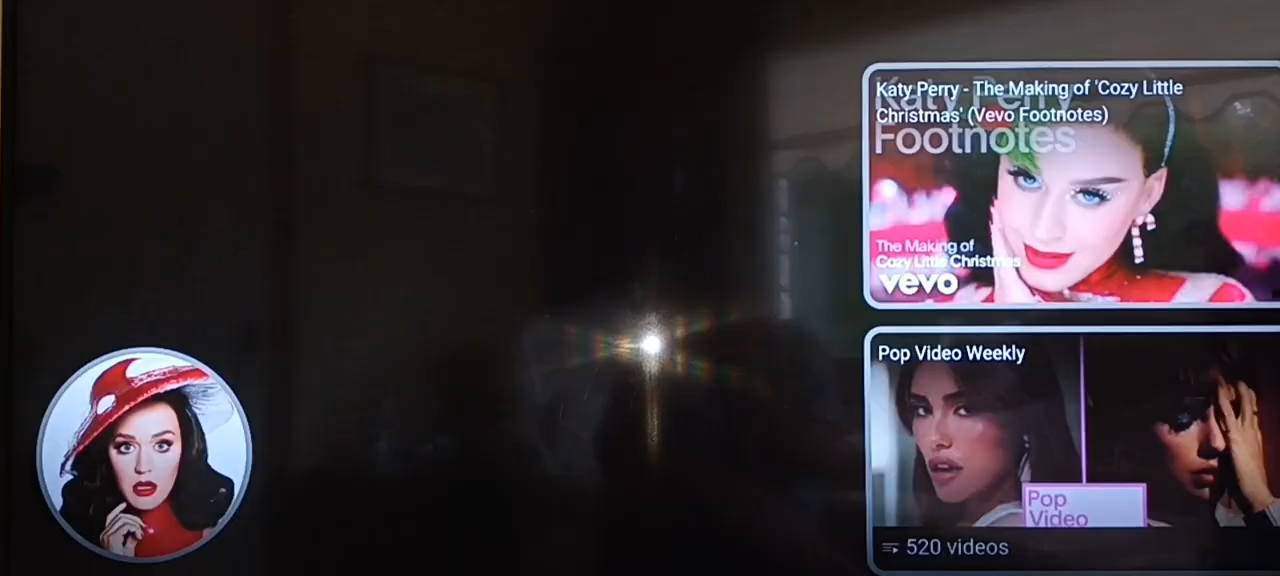 Katy Perry - The Making of 'Cozy Little
Christmas' (Vevo Footnotes)
Katy Perry
Footnotes
The Making of
Cozy Little Christmas
vevo
Pop Video Weekly
Pop
Video
520 videos